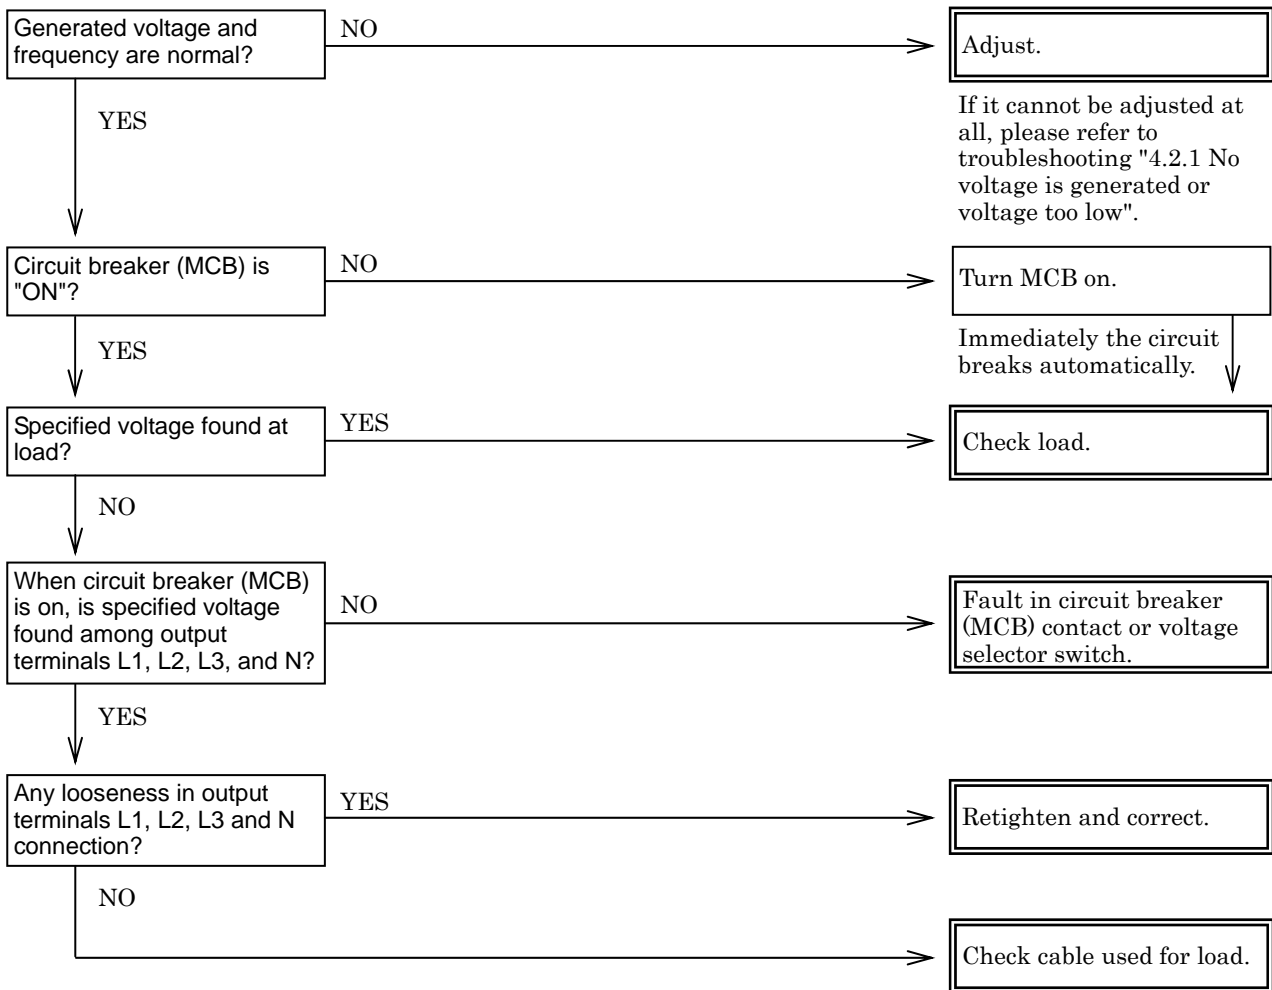 Generated voltage and
frequency are normal?
NO
Adjust.
YES
If it cannot be adjusted at
all, please refer to
troubleshooting "4.2.1 No
voltage is generated or
voltage too low".
Circuit breaker (MCB) is
"ON"?
NO
Turn MCB on.
YES
Immediately the circuit
breaks automatically.
Specified voltage found at
load?
YES
Check load.
NO
When circuit breaker (MCB)
is on, is specified voltage
found among output
terminals L1, L2, L3, and N?
NO
Fault in circuit breaker
(MCB) contact or voltage
selector switch.
YES
Any looseness in output
terminals L1, L2, L3 and N
connection?
YES
Retighten and correct.
NO
Check cable used for load.